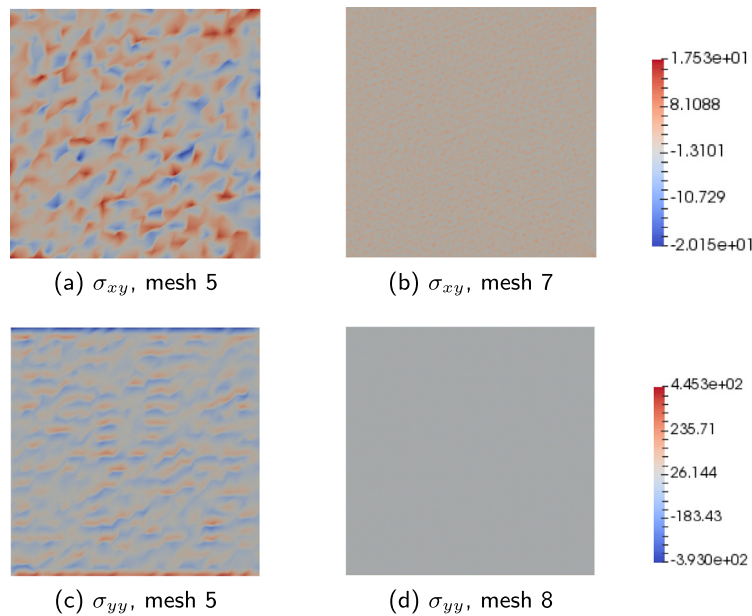 1.753e+01
8.1088
-1.3101
-10.729
-2.015e+01
(a) σxy, mesh 5
(b) σxy, mesh 7
4.453e+02
235.71
26.144
-183.43
-3.930e+02
(c) σyy, mesh 5
(d) σyy, mesh 8